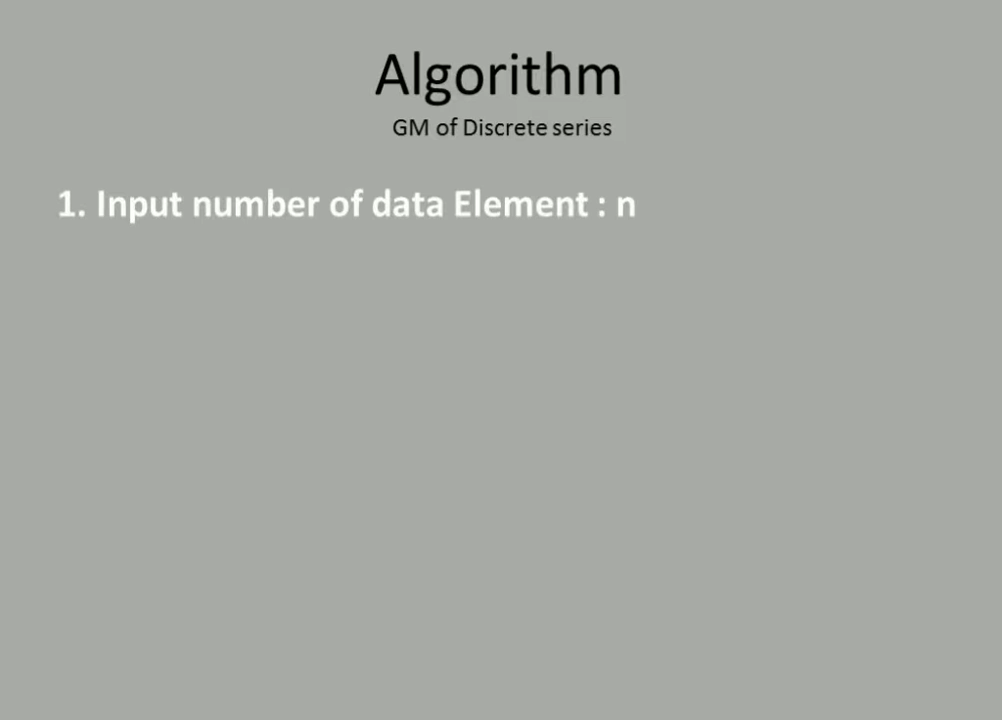 Algorithm
GM of Discrete series
1. Input number of data Element : n